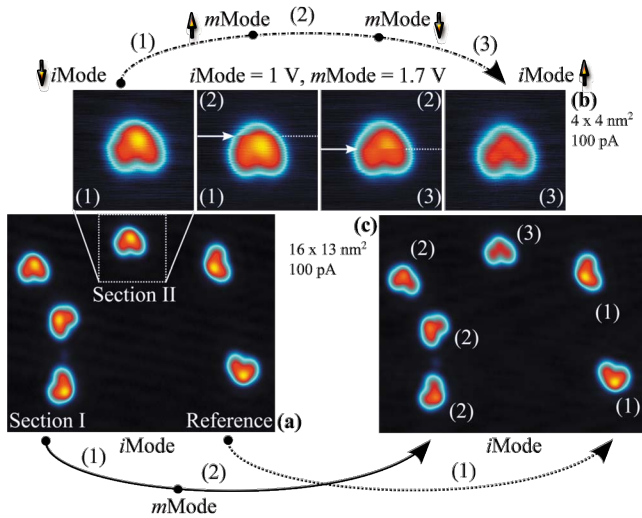 (2)
(1) mMode mMode (3)
iMode iMode = 1 V, mMode = 1.7 V iMode
(b)
4 x 4 nm²
100 pA
(2) (2)
(1) (1) (3) (3)
(c)
16 x 13 nm²
100 pA
Section II
(2) (3)
(1)
(2)
(2) (1)
Section I Reference (a)
iMode iMode
(1) (2) (1)
mMode